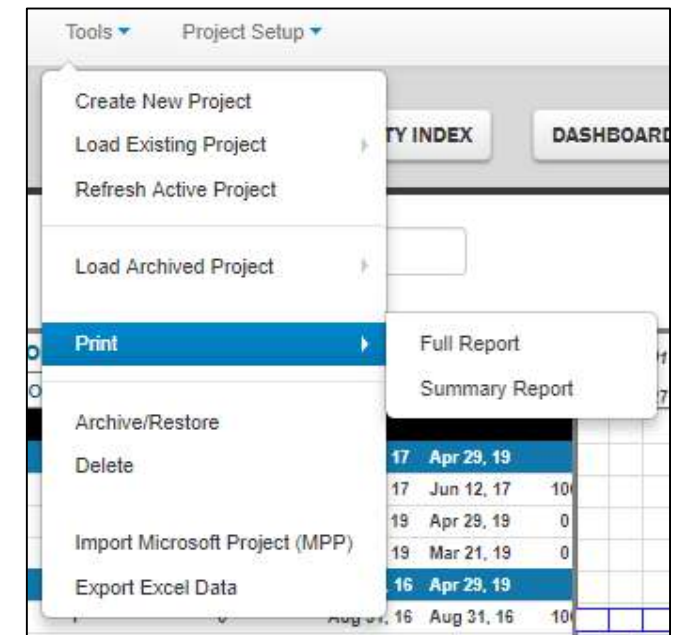 Tools Project Setup
Create New Project
TY INDEX DASHBOARD
Load Existing Project
Refresh Active Project
Load Archived Project
Print
Full Report
Summary Report
Archive/Restore
Delete
Import Microsoft Project (MPP)
Export Excel Data
17 Apr 29, 19
17 Jun 12, 17 10
19 Apr 29, 19 0
19 Mar 21, 19 0
16 Apr 29, 19
Aug 31, 16 Aug 31, 16 10